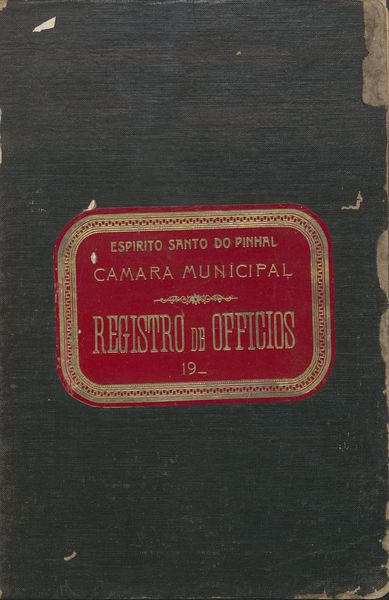 ESPIRITO SANTO DO PINHAL
CAMARA MUNICIPAL
REGISTRO DE OFFICIOS
19_